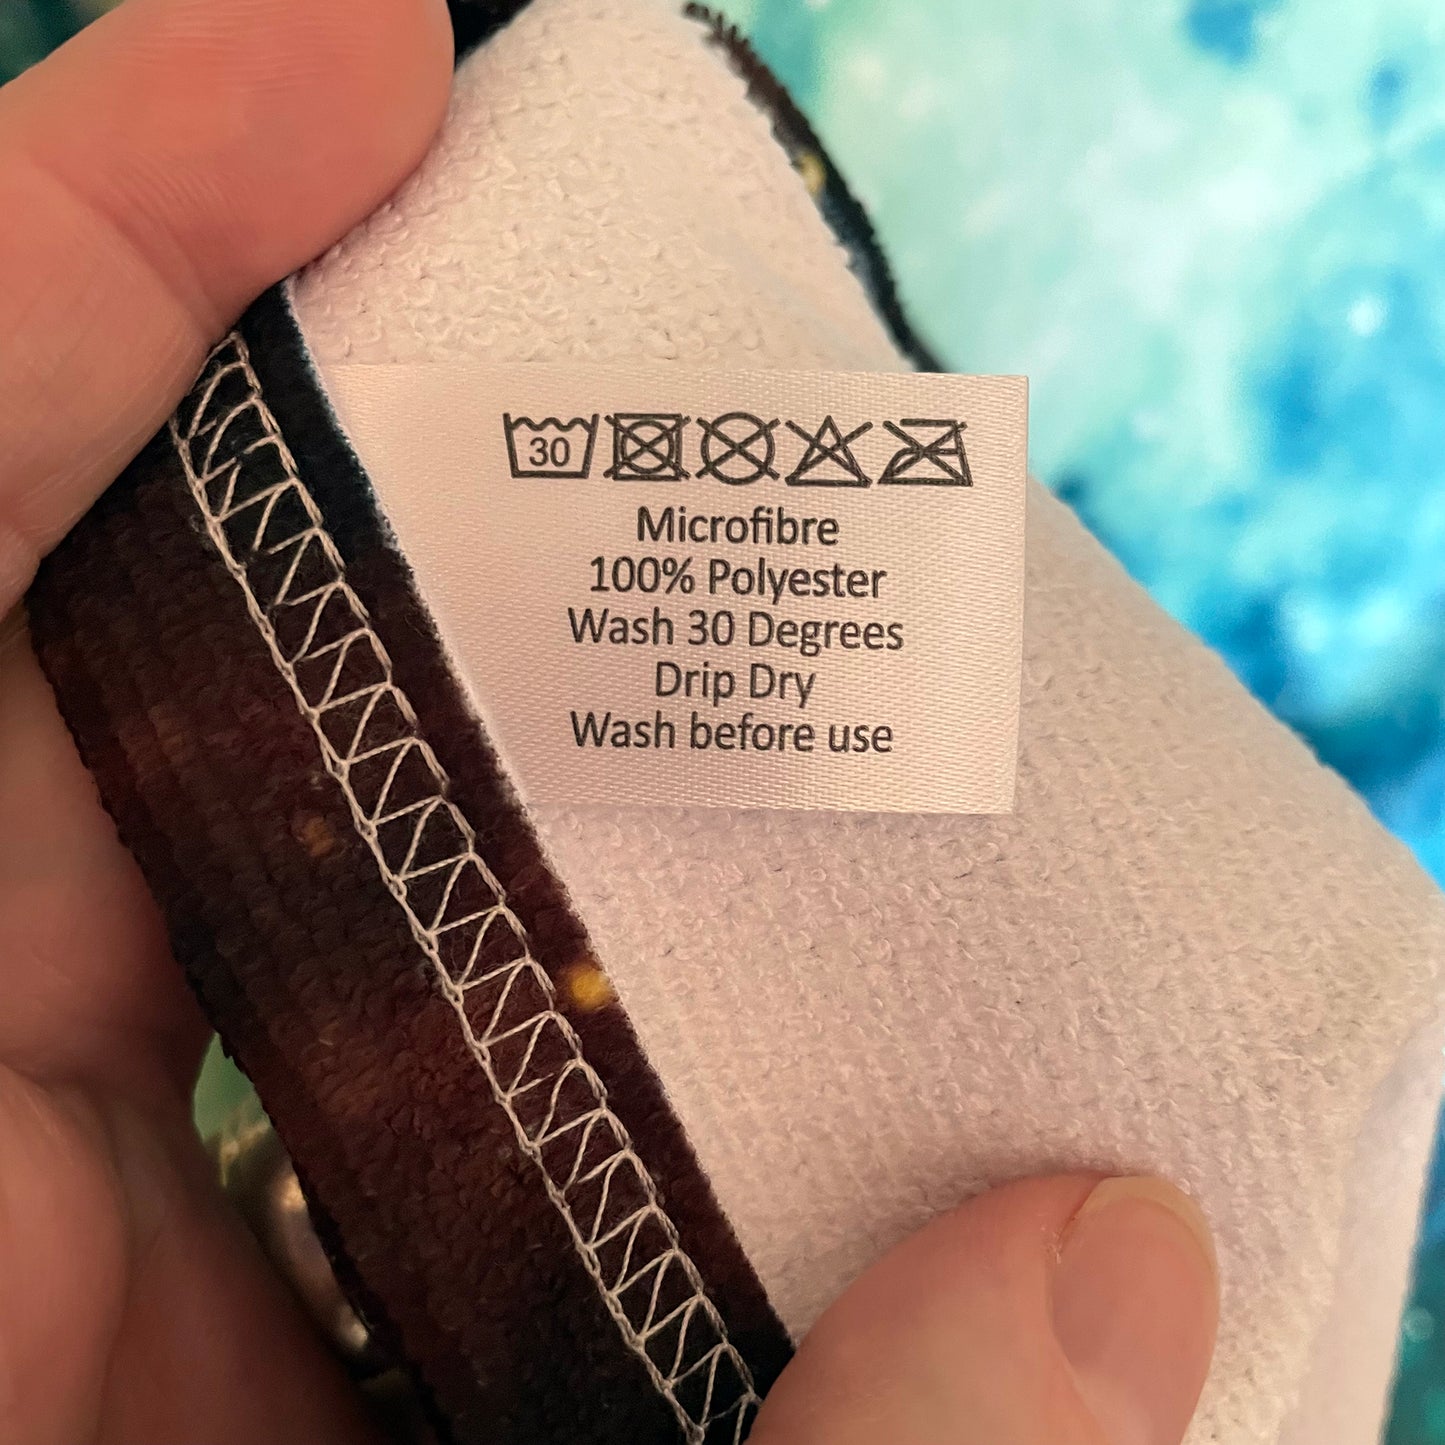 30
Microfibre
100% Polyester
Wash 30 Degrees
Drip Dry
Wash before use